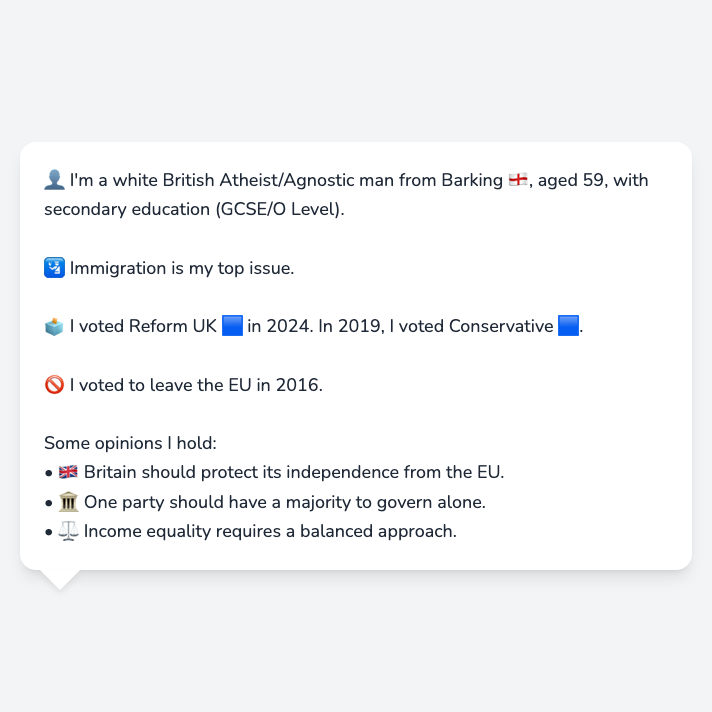 👤 I'm a white British Atheist/Agnostic man from Barking 🏴󠁧󠁢󠁥󠁮󠁧󠁿, aged 59, with
secondary education (GCSE/O Level).
🛂 Immigration is my top issue.
🗳️ I voted Reform UK 🟦 in 2024. In 2019, I voted Conservative 🟦.
🚫 I voted to leave the EU in 2016.
Some opinions I hold:
• 🇬🇧 Britain should protect its independence from the EU.
• 🏛️ One party should have a majority to govern alone.
• ⚖️ Income equality requires a balanced approach.